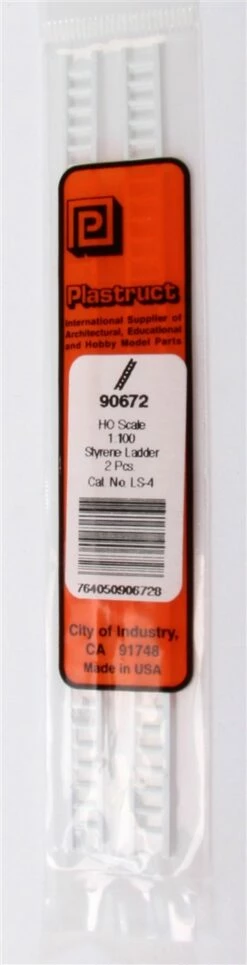 P
Plastruct
International Supplier of
Architectural, Educational
and Hobby Model Parts
90672
HO Scale
1:100
Styrene Ladder
2 Pcs.
Cat. No. LS-4
764050906728
City of Industry,
CA 91748
Made in USA